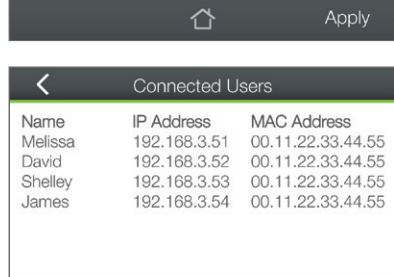 Apply
Connected Users
Name IP Address MAC Address
Melissa 192.168.3.51 00.11.22.33.44.55
David 192.168.3.52 00.11.22.33.44.55
Shelley 192.168.3.53 00.11.22.33.44.55
James 192.168.3.54 00.11.22.33.44.55